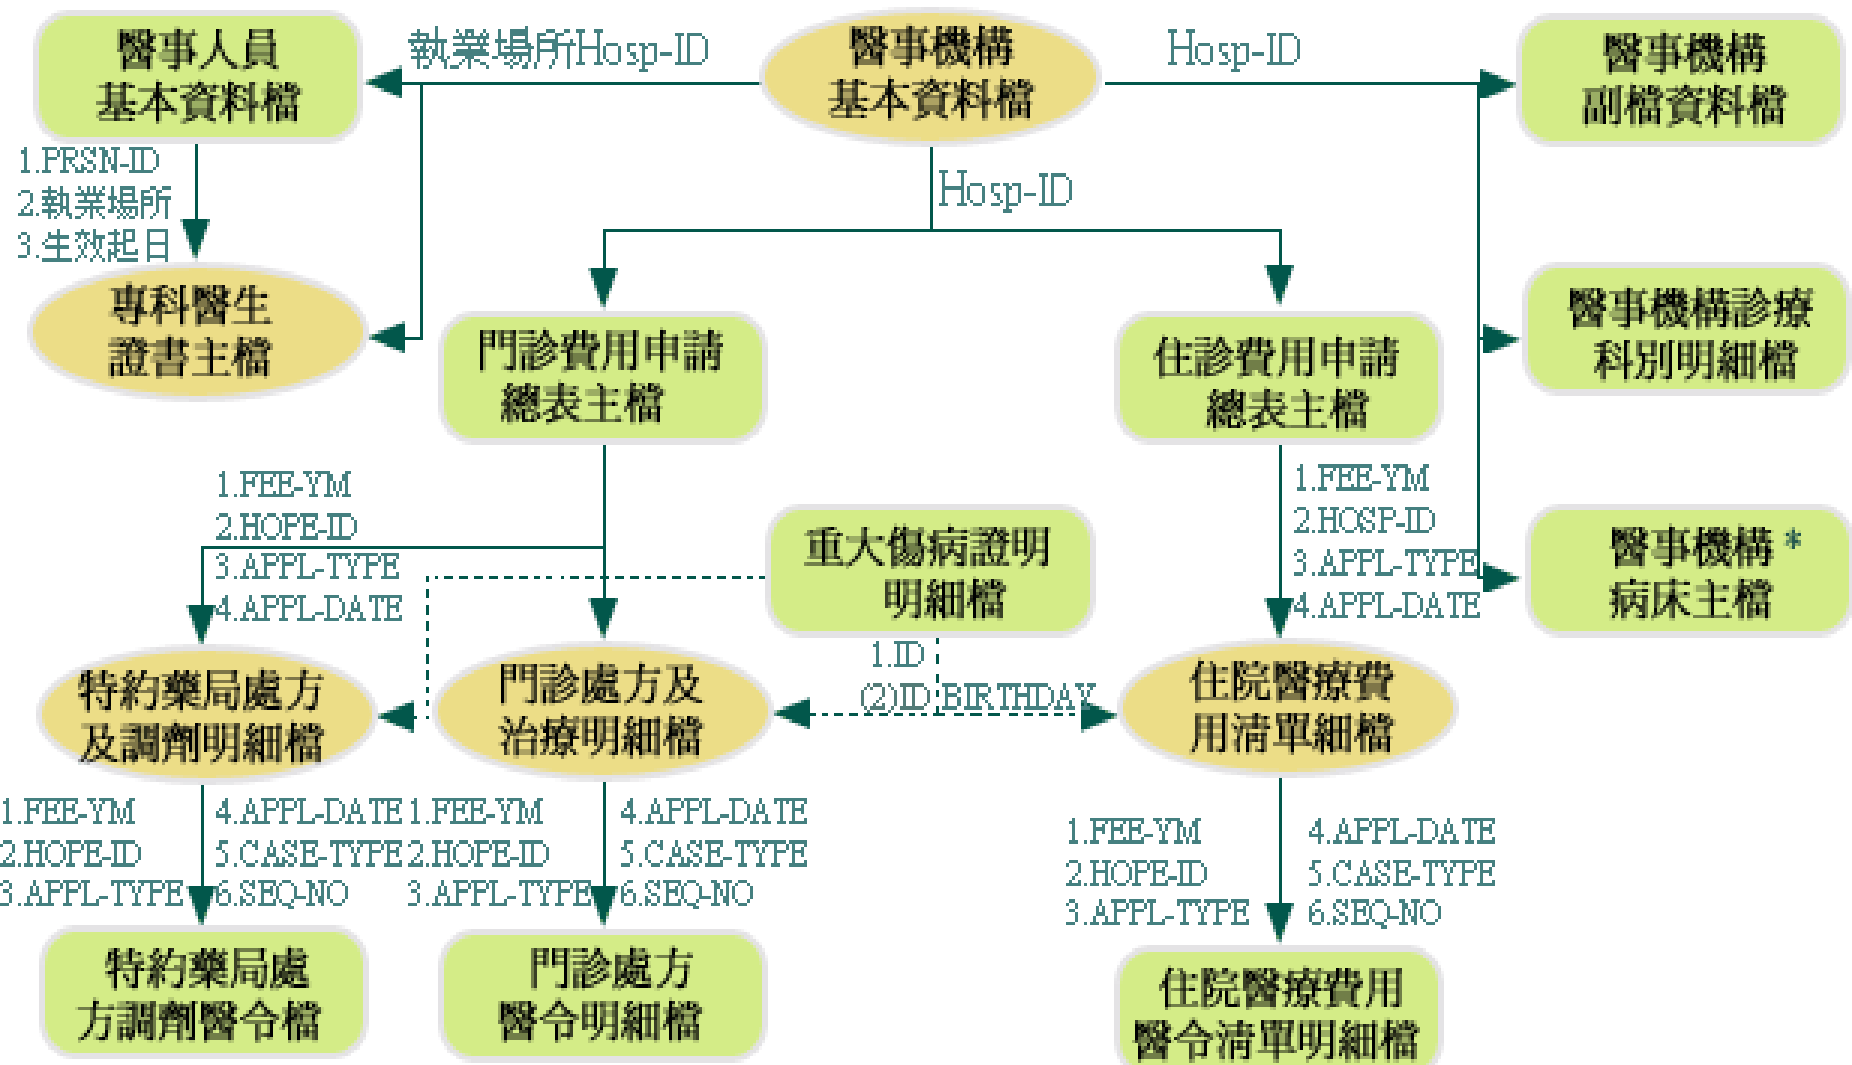 醫事人員
基本資料檔
執業場所Hosp-ID
醫事機構
基本資料檔
Hosp-ID
醫事機構
副檔資料檔
1.PRSN-ID
2.執業場所
3.生效起日
Hosp-ID
專科醫生
證書主檔
門診費用申請
總表主檔
住診費用申請
總表主檔
醫事機構診療
科別明細檔
1.FEE-YM
2.HOPE-ID
3.APPL-TYPE
4.APPL-DATE
重大傷病證明
明細檔
1.FEE-YM
2.HOSP-ID
3.APPL-TYPE
4.APPL-DATE
醫事機構*
病床主檔
1.ID
(2)ID BIRTHDAY
特約藥局處方
及調劑明細檔
門診處方及
治療明細檔
住院醫療費
用清單細檔
1.FEE-YM
2.HOPE-ID
3.APPL-TYPE
4.APPL-DATE
5.CASE-TYPE
6.SEQ-NO
1.FEE-YM
2.HOPE-ID
3.APPL-TYPE
4.APPL-DATE
5.CASE-TYPE
6.SEQ-NO
1.FEE-YM
2.HOPE-ID
3.APPL-TYPE
4.APPL-DATE
5.CASE-TYPE
6.SEQ-NO
特約藥局處
方調劑醫令檔
門診處方
醫令明細檔
住院醫療費用
醫令清單明細檔